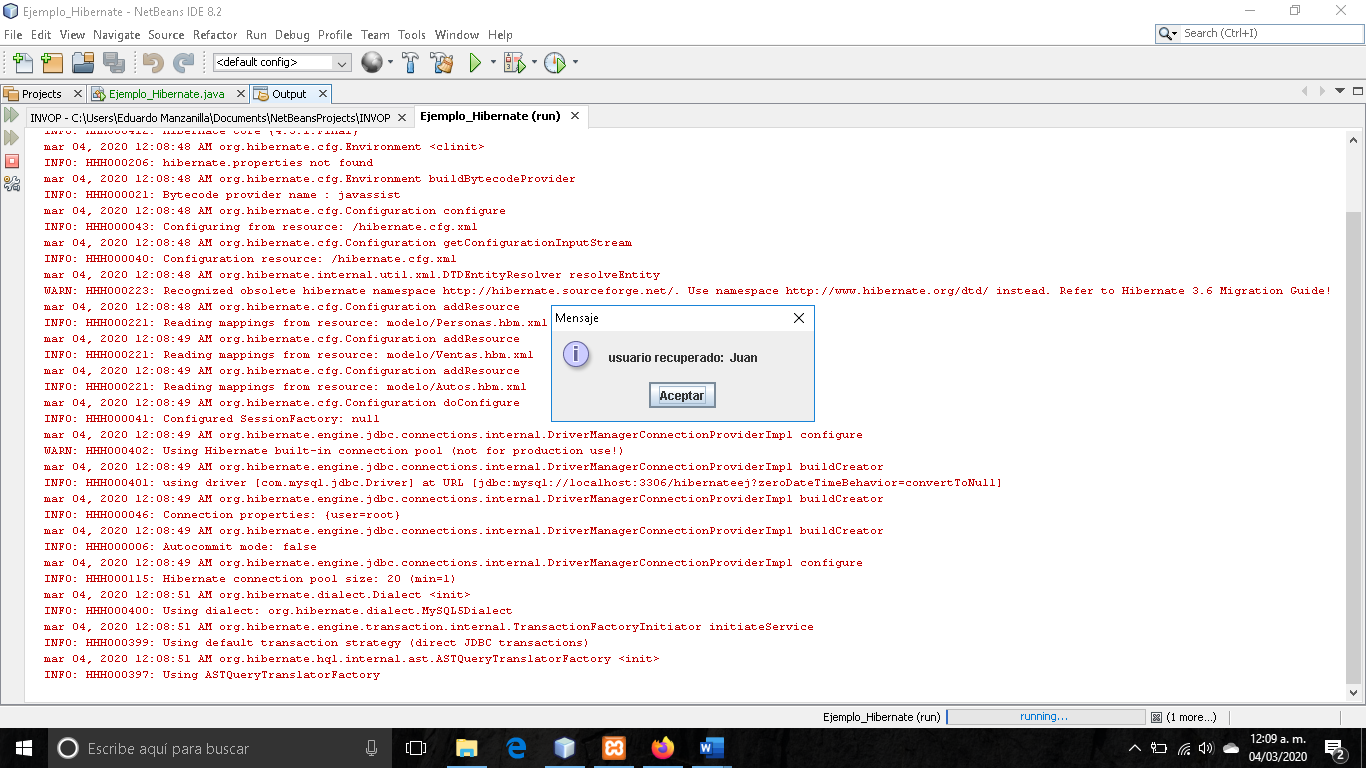 Ejemplo_Hibernate - NetBeans IDE 8.2
File Edit View Navigate Source Refactor Run Debug Profile Team Tools Window Help
Search (Ctrl+I)
<default config>
Projects
Ejemplo_Hibernate.java
Output
INVOP - C:\Users\Eduardo Manzanilla\Documents\NetBeansProjects\INVOP
Ejemplo_Hibernate (run)
INFO: HHH000412: Hibernate Core {4.3.1.Final}
mar 04, 2020 12:08:48 AM org.hibernate.cfg.Environment <clinit>
INFO: HHH000206: hibernate.properties not found
mar 04, 2020 12:08:48 AM org.hibernate.cfg.Environment buildBytecodeProvider
INFO: HHH000021: Bytecode provider name : javassist
mar 04, 2020 12:08:48 AM org.hibernate.cfg.Configuration configure
INFO: HHH000043: Configuring from resource: /hibernate.cfg.xml
mar 04, 2020 12:08:48 AM org.hibernate.cfg.Configuration getConfigurationInputStream
INFO: HHH000040: Configuration resource: /hibernate.cfg.xml
mar 04, 2020 12:08:48 AM org.hibernate.internal.util.xml.DTDEntityResolver resolveEntity
WARN: HHH000223: Recognized obsolete hibernate namespace http://hibernate.sourceforge.net/. Use namespace http://www.hibernate.org/dtd/ instead. Refer to Hibernate 3.6 Migration Guide!
mar 04, 2020 12:08:48 AM org.hibernate.cfg.Configuration addResource
INFO: HHH000221: Reading mappings from resource: modelo/Personas.hbm.xml
mar 04, 2020 12:08:49 AM org.hibernate.cfg.Configuration addResource
INFO: HHH000221: Reading mappings from resource: modelo/Ventas.hbm.xml
mar 04, 2020 12:08:49 AM org.hibernate.cfg.Configuration addResource
INFO: HHH000221: Reading mappings from resource: modelo/Autos.hbm.xml
mar 04, 2020 12:08:49 AM org.hibernate.cfg.Configuration doConfigure
INFO: HHH000041: Configured SessionFactory: null
mar 04, 2020 12:08:49 AM org.hibernate.engine.jdbc.connections.internal.DriverManagerConnectionProviderImpl configure
WARN: HHH000402: Using Hibernate built-in connection pool (not for production use!)
mar 04, 2020 12:08:49 AM org.hibernate.engine.jdbc.connections.internal.DriverManagerConnectionProviderImpl buildCreator
INFO: HHH000401: using driver [com.mysql.jdbc.Driver] at URL [jdbc:mysql://localhost:3306/hibernateej?zeroDateTimeBehavior=convertToNull]
mar 04, 2020 12:08:49 AM org.hibernate.engine.jdbc.connections.internal.DriverManagerConnectionProviderImpl buildCreator
INFO: HHH000046: Connection properties: {user=root}
mar 04, 2020 12:08:49 AM org.hibernate.engine.jdbc.connections.internal.DriverManagerConnectionProviderImpl buildCreator
INFO: HHH000006: Autocommit mode: false
mar 04, 2020 12:08:49 AM org.hibernate.engine.jdbc.connections.internal.DriverManagerConnectionProviderImpl configure
INFO: HHH000115: Hibernate connection pool size: 20 (min=1)
mar 04, 2020 12:08:51 AM org.hibernate.dialect.Dialect <init>
INFO: HHH000400: Using dialect: org.hibernate.dialect.MySQL5Dialect
mar 04, 2020 12:08:51 AM org.hibernate.engine.transaction.internal.TransactionFactoryInitiator initiateService
INFO: HHH000399: Using default transaction strategy (direct JDBC transactions)
mar 04, 2020 12:08:51 AM org.hibernate.hql.internal.ast.ASTQueryTranslatorFactory <init>
INFO: HHH000397: Using ASTQueryTranslatorFactory
Mensaje
usuario recuperado: Juan
Aceptar
Ejemplo_Hibernate (run)
running...
(1 more...)
Escribe aquí para buscar
12:09 a. m.
04/03/2020
2